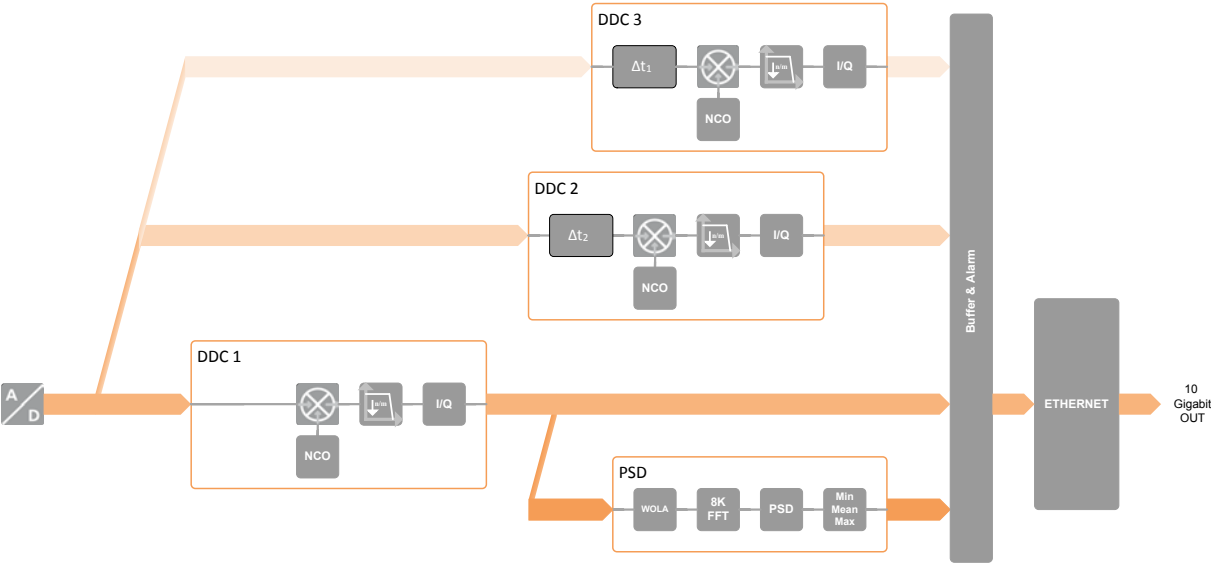 DDC 3
Δt₁
n/m
I/Q
NCO
DDC 2
Δt₂
n/m
I/Q
NCO
Buffer & Alarm
DDC 1
A
D
n/m
I/Q
NCO
ETHERNET
10
Gigabit
OUT
PSD
WOLA
8K
FFT
PSD
Min
Mean
Max